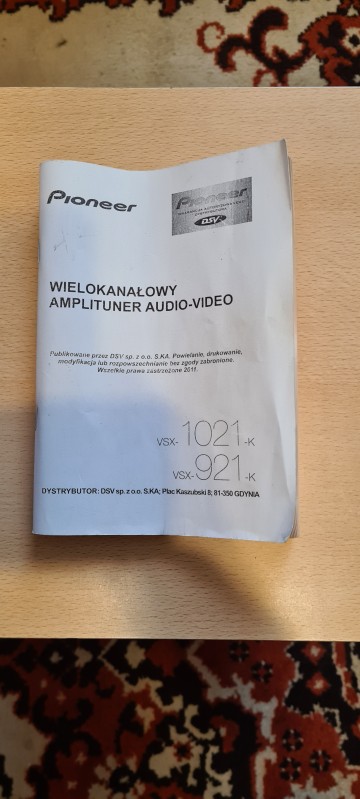 Pioneer
Pioneer
DSV
WIELOKANAŁOWY
AMPLITUNER AUDIO-VIDEO
Publikowane przez DSV sp. z o.o. S.KA. Powielanie, drukowanie,
modyfikacja lub rozpowszechnianie bez zgody zabronione.
Wszelkie prawa zastrzeżone 2011.
VSX-1021-K
VSX-921-K
DYSTRYBUTOR: DSV sp. z o.o. S.KA; Plac Kaszubski 8; 81-350 GDYNIA